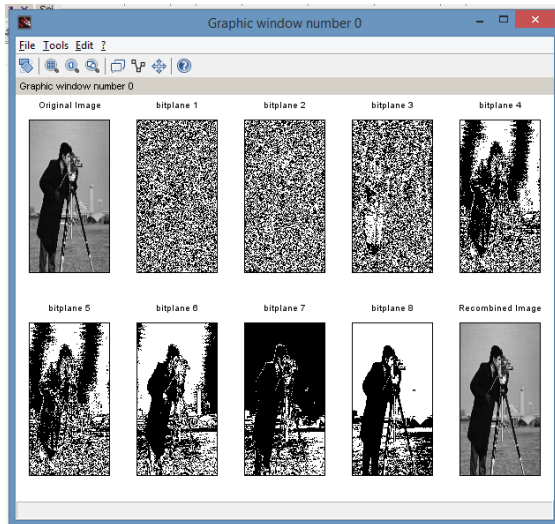 Graphic window number 0
File Tools Edit ?
Graphic window number 0
Original Image bitplane 1 bitplane 2 bitplane 3 bitplane 4
bitplane 5 bitplane 6 bitplane 7 bitplane 8 Recombined Image